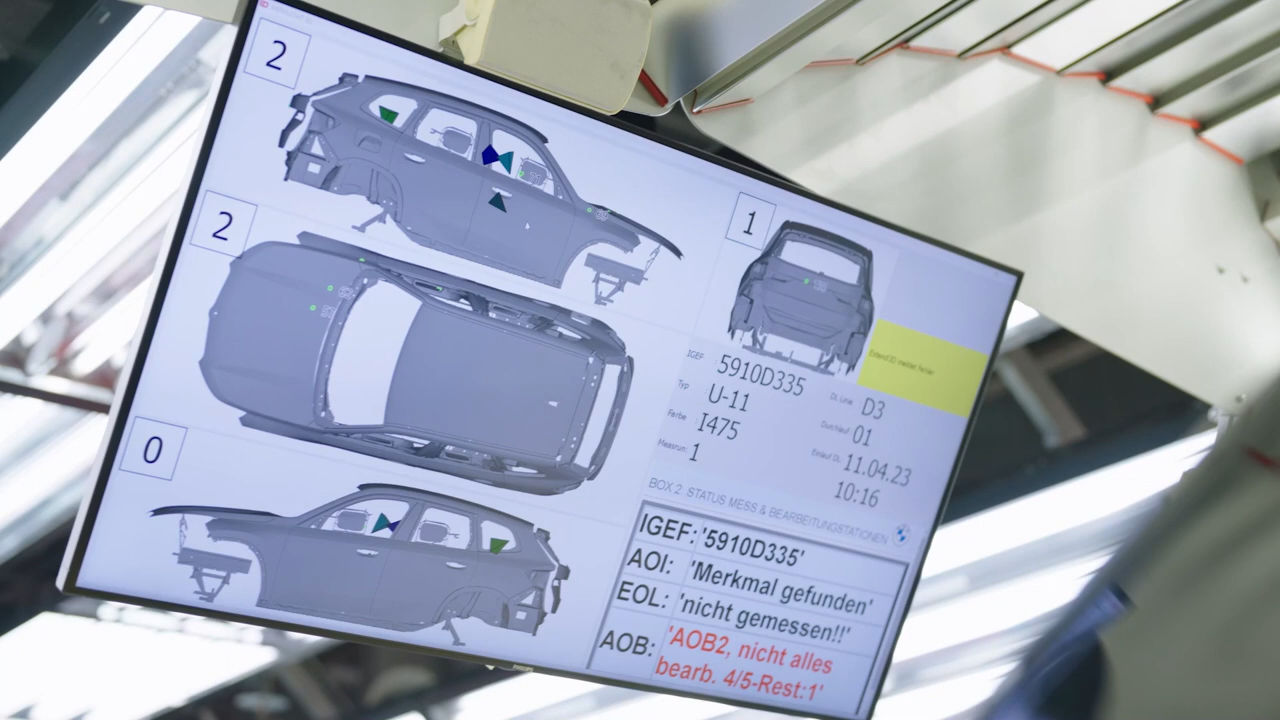 2
2
0
1
IGEF 5910D335
Typ U-11
Farbe I475
Messrun: 1
D3
01
11.04.23
10:16
BOX 2: STATUS MESS & BEARBEITUNGSTATIONEN
IGEF: '5910D335'
AOI: 'Merkmal gefunden'
EOL: 'nicht gemessen!!'
AOB: 'AOB2, nicht alles
bearb. 4/5-Rest:1'
PHILIPS